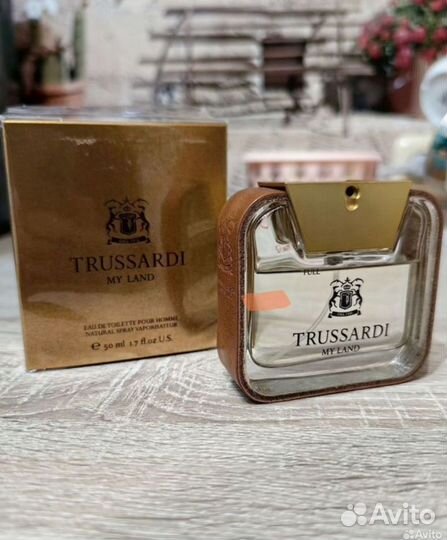 TRUSSARDI
MY LAND
EAU DE TOILETTE POUR HOMME
NATURAL SPRAY VAPORISATEUR
e 50 ml 1.7 fl.oz U.S.
FULL
TRUSSARDI
MY LAND
Avito
Avito